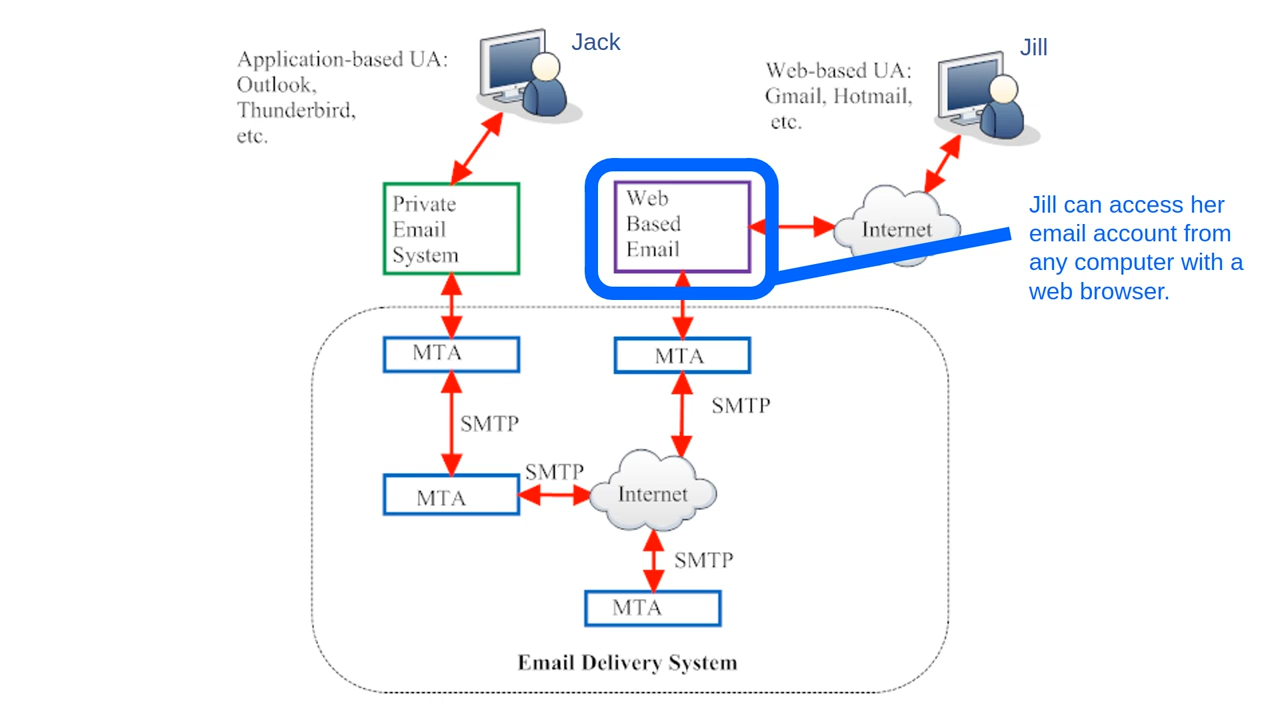 Jack
Application-based UA:
Outlook,
Thunderbird,
etc.
Jill
Web-based UA:
Gmail, Hotmail,
etc.
Private
Email
System
Web
Based
Email
Internet
Jill can access her
email account from
any computer with a
web browser.
MTA
MTA
SMTP
SMTP
MTA
SMTP
Internet
SMTP
MTA
Email Delivery System